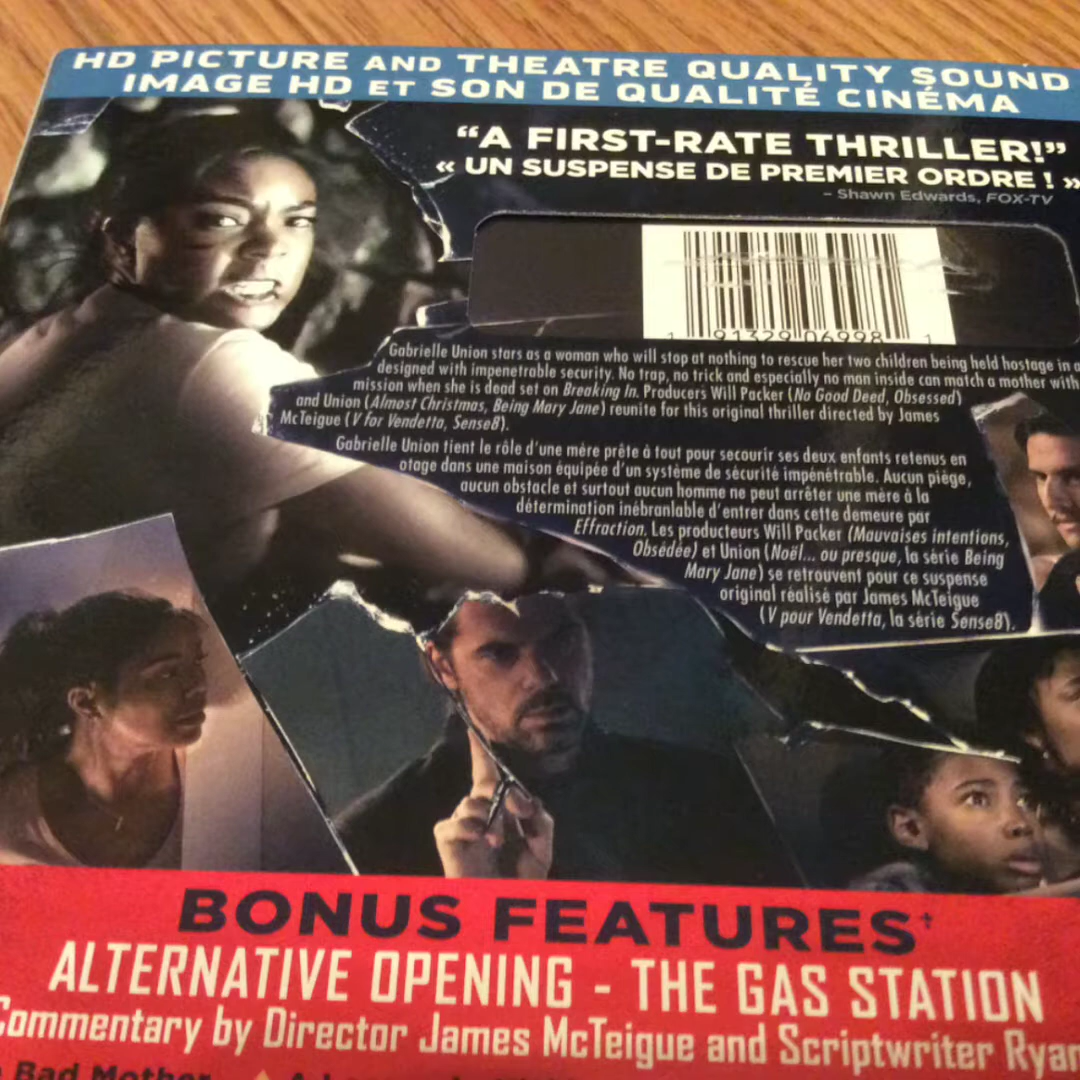 HD PICTURE AND THEATRE QUALITY SOUND
IMAGE HD ET SON DE QUALITÉ CINÉMA
“A FIRST-RATE THRILLER!”
« UN SUSPENSE DE PREMIER ORDRE ! »
– Shawn Edwards, FOX-TV
1 91329 06998 1
Gabrielle Union stars as a woman who will stop at nothing to rescue her two children being held hostage in a
designed with impenetrable security. No trap, no trick and especially no man inside can match a mother with
mission when she is dead set on Breaking In. Producers Will Packer (No Good Deed, Obsessed)
and Union (Almost Christmas, Being Mary Jane) reunite for this original thriller directed by James
McTeigue (V for Vendetta, Sense8).
Gabrielle Union tient le rôle d'une mère prête à tout pour secourir ses deux enfants retenus en
otage dans une maison équipée d'un système de sécurité impénétrable. Aucun piège,
aucun obstacle et surtout aucun homme ne peut arrêter une mère à la
détermination inébranlable d'entrer dans cette demeure par
Effraction. Les producteurs Will Packer (Mauvaises intentions,
Obsédée) et Union (Noël... ou presque, la série Being
Mary Jane) se retrouvent pour ce suspense
original réalisé par James McTeigue
(V pour Vendetta, la série Sense8).
BONUS FEATURES†
ALTERNATIVE OPENING - THE GAS STATION
Commentary by Director James McTeigue and Scriptwriter Ryan
Bad Mother